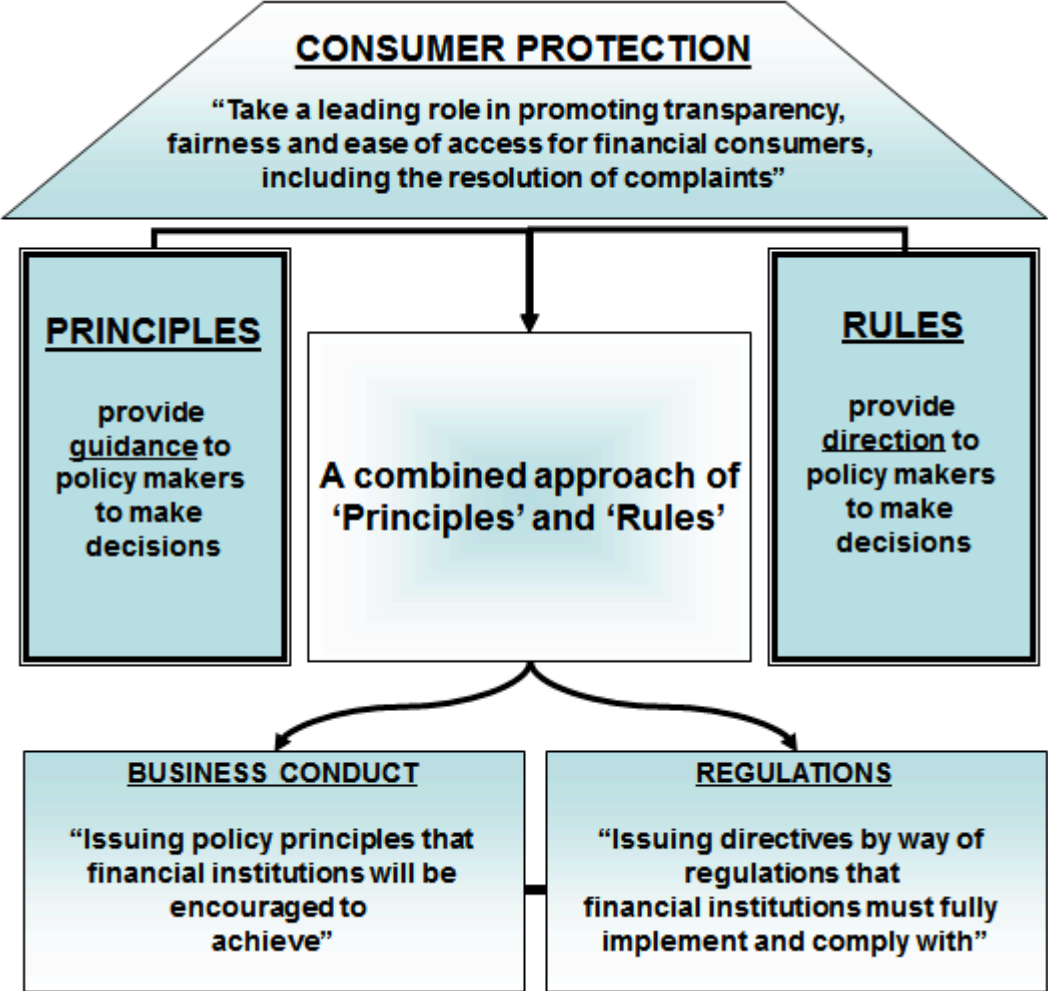 CONSUMER PROTECTION
“Take a leading role in promoting transparency,
fairness and ease of access for financial consumers,
including the resolution of complaints”
PRINCIPLES
provide
guidance to
policy makers
to make
decisions
A combined approach of
‘Principles’ and ‘Rules’
RULES
provide
direction to
policy makers
to make
decisions
BUSINESS CONDUCT
“Issuing policy principles that
financial institutions will be
encouraged to
achieve”
REGULATIONS
“Issuing directives by way of
regulations that
financial institutions must fully
implement and comply with”